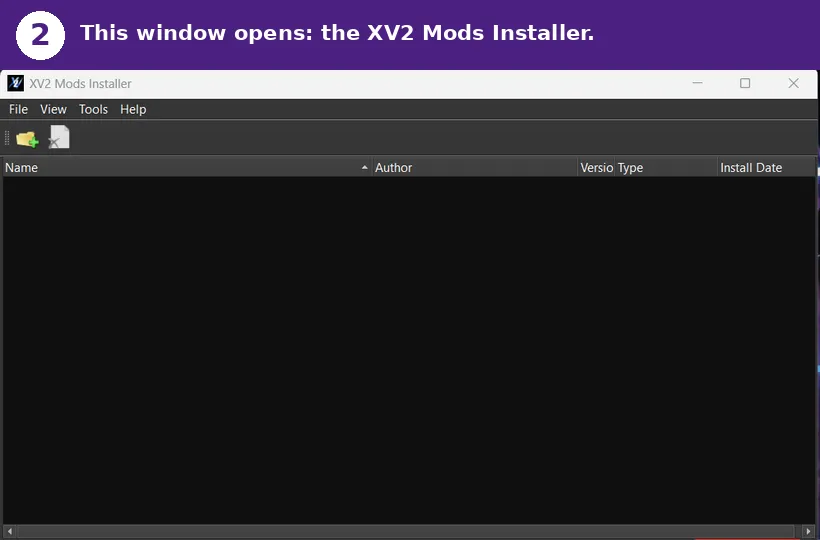 2
This window opens: the XV2 Mods Installer.
XV2 Mods Installer
File View Tools Help
Name Author Versio Type Install Date